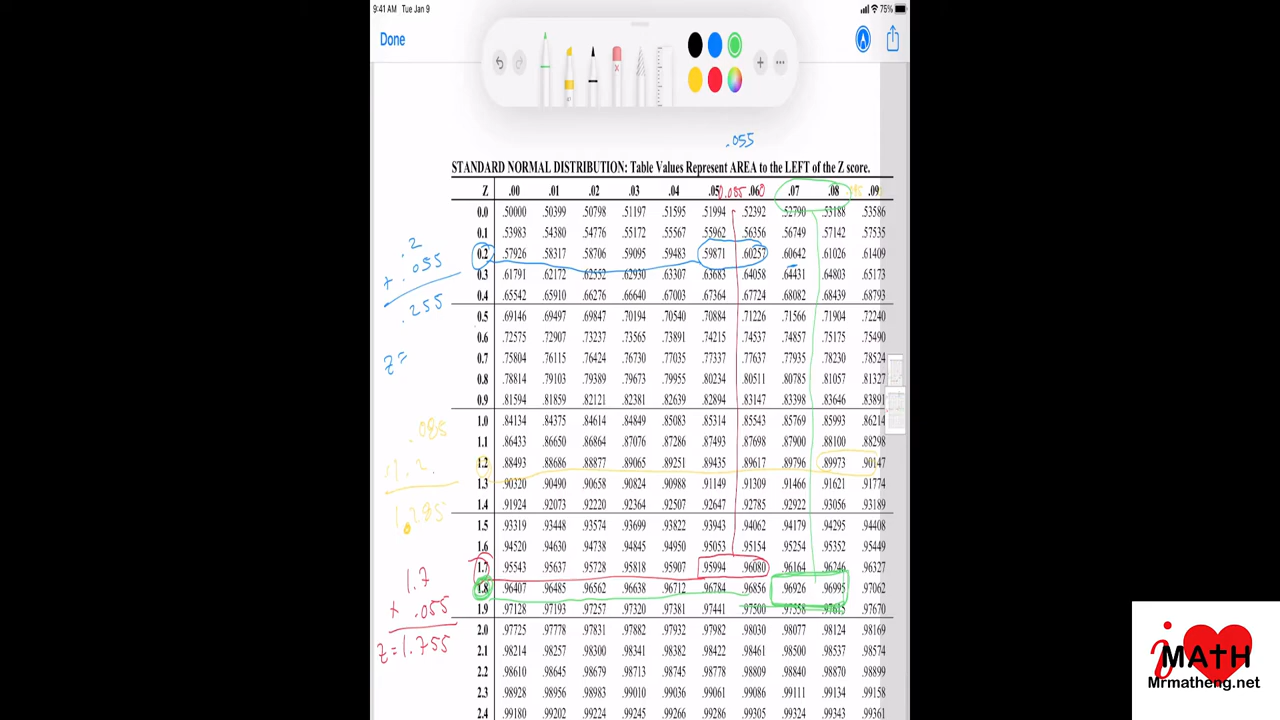 9:41 AM Tue Jan 9
75%
Done
.055
STANDARD NORMAL DISTRIBUTION: Table Values Represent AREA to the LEFT of the Z score.
Z .00 .01 .02 .03 .04 .05 .06 .07 .08 .09
0.0 .50000 .50399 .50798 .51197 .51595 .51994 .52392 .52790 .53188 .53586
0.1 .53983 .54380 .54776 .55172 .55567 .55962 .56356 .56749 .57142 .57535
0.2 .57926 .58317 .58706 .59095 .59483 .59871 .60257 .60642 .61026 .61409
0.3 .61791 .62172 .62552 .62930 .63307 .63683 .64058 .64431 .64803 .65173
0.4 .65542 .65910 .66276 .66640 .67003 .67364 .67724 .68082 .68439 .68793
0.5 .69146 .69497 .69847 .70194 .70540 .70884 .71226 .71566 .71904 .72240
0.6 .72575 .72907 .73237 .73565 .73891 .74215 .74537 .74857 .75175 .75490
0.7 .75804 .76115 .76424 .76730 .77035 .77337 .77637 .77935 .78230 .78524
0.8 .78814 .79103 .79389 .79673 .79955 .80234 .80511 .80785 .81057 .81327
0.9 .81594 .81859 .82121 .82381 .82639 .82894 .83147 .83398 .83646 .83891
1.0 .84134 .84375 .84614 .84849 .85083 .85314 .85543 .85769 .85993 .86214
1.1 .86433 .86650 .86864 .87076 .87286 .87493 .87698 .87900 .88100 .88298
1.2 .88493 .88686 .88877 .89065 .89251 .89435 .89617 .89796 .89973 .90147
1.3 .90320 .90490 .90658 .90824 .90988 .91149 .91309 .91466 .91621 .91774
1.4 .91924 .92073 .92220 .92364 .92507 .92647 .92785 .92922 .93056 .93189
1.5 .93319 .93448 .93574 .93699 .93822 .93943 .94062 .94179 .94295 .94408
1.6 .94520 .94630 .94738 .94845 .94950 .95053 .95154 .95254 .95352 .95449
1.7 .95543 .95637 .95728 .95818 .95907 .95994 .96080 .96164 .96246 .96327
1.8 .96407 .96485 .96562 .96638 .96712 .96784 .96856 .96926 .96995 .97062
1.9 .97128 .97193 .97257 .97320 .97381 .97441 .97500 .97558 .97615 .97670
2.0 .97725 .97778 .97831 .97882 .97932 .97982 .98030 .98077 .98124 .98169
2.1 .98214 .98257 .98300 .98341 .98382 .98422 .98461 .98500 .98537 .98574
2.2 .98610 .98645 .98679 .98713 .98745 .98778 .98809 .98840 .98870 .98899
2.3 .98928 .98956 .98983 .99010 .99036 .99061 .99086 .99111 .99134 .99158
2.4 .99180 .99202 .99224 .99245 .99266 .99286 .99305 .99324 .99343 .99361
.2
+ .055
.255
z=
.085
1.2
1.285
1.7
+ .055
z=1.755
i
MATH
Mrmatheng.net